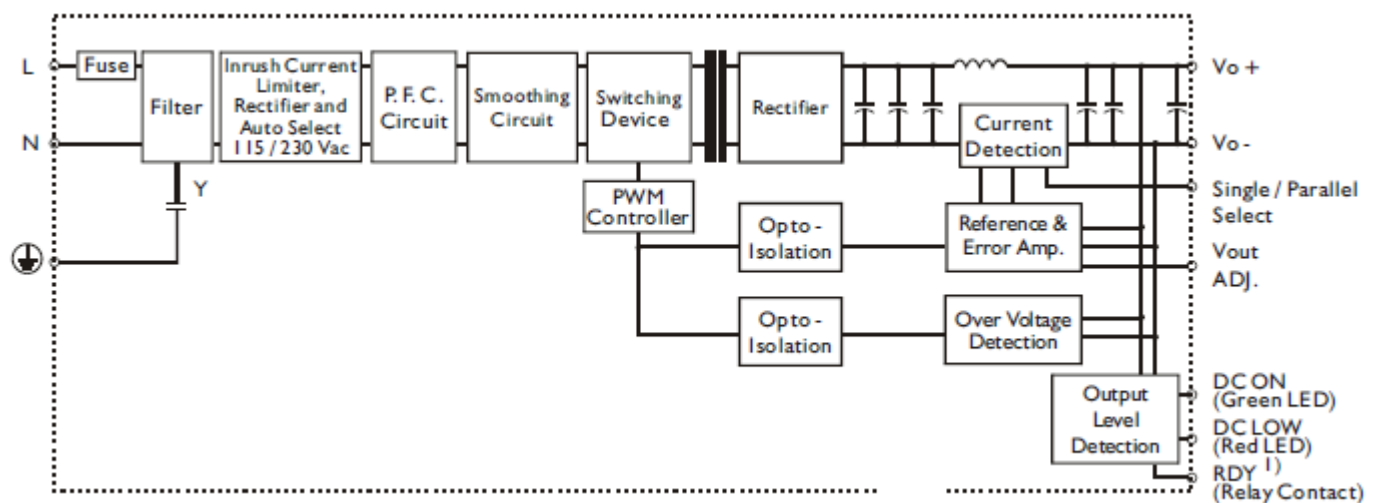 L
Fuse
Filter
Inrush Current
Limiter,
Rectifier and
Auto Select
115 / 230 Vac
P. F. C.
Circuit
Smoothing
Circuit
Switching
Device
Rectifier
Current
Detection
Vo +
N
Vo -
Y
PWM
Controller
Opto -
Isolation
Reference &
Error Amp.
Single / Parallel
Select
Vout
ADJ.
Opto -
Isolation
Over Voltage
Detection
Output
Level
Detection
DC ON
(Green LED)
DC LOW
(Red LED)
RDY 1)
(Relay Contact)